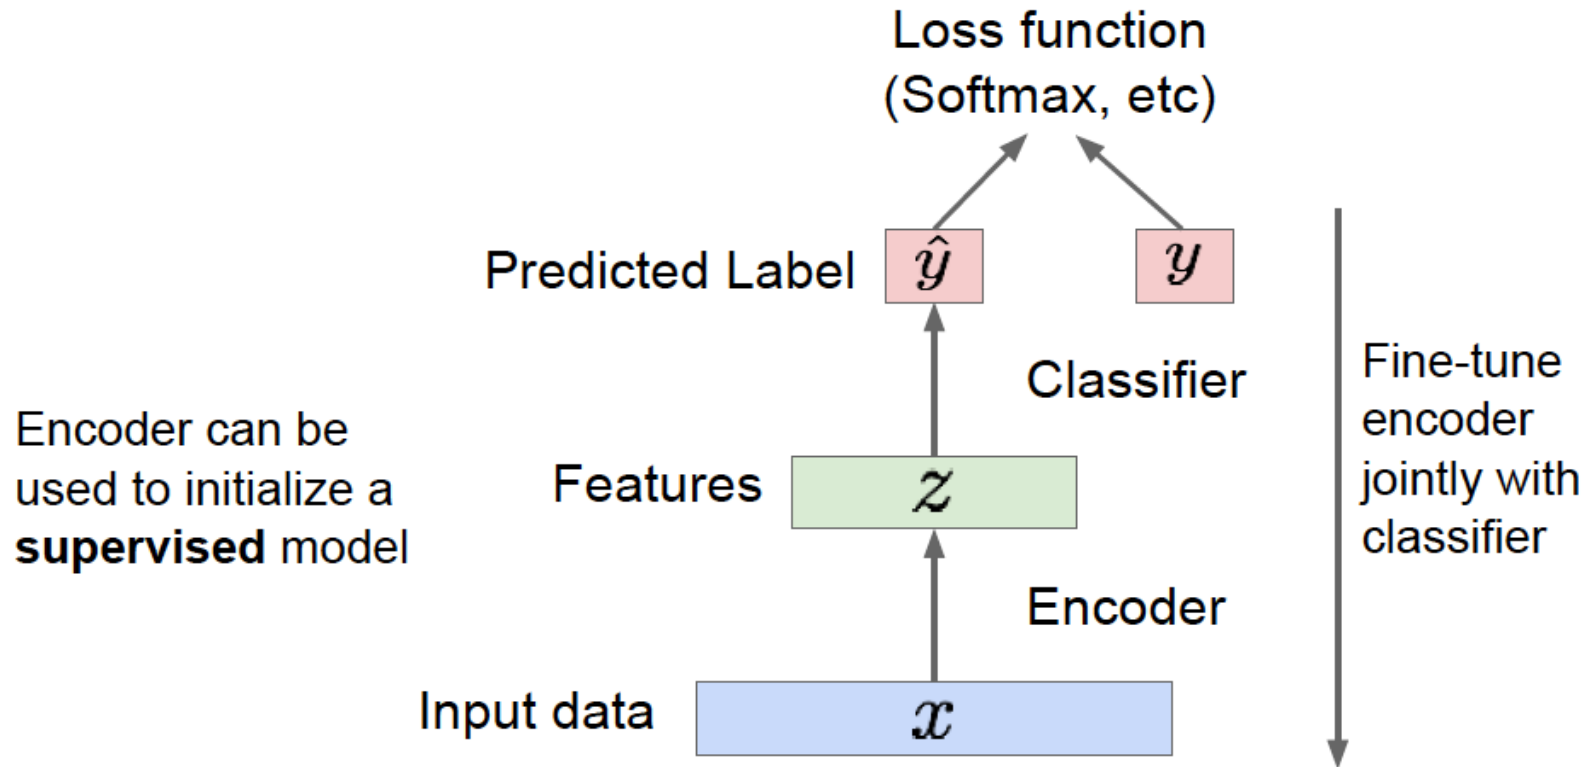 Loss function
(Softmax, etc)
Predicted Label
ŷ
y
Classifier
Fine-tune
encoder
jointly with
classifier
Encoder can be
used to initialize a
supervised model
Features
z
Encoder
Input data
x